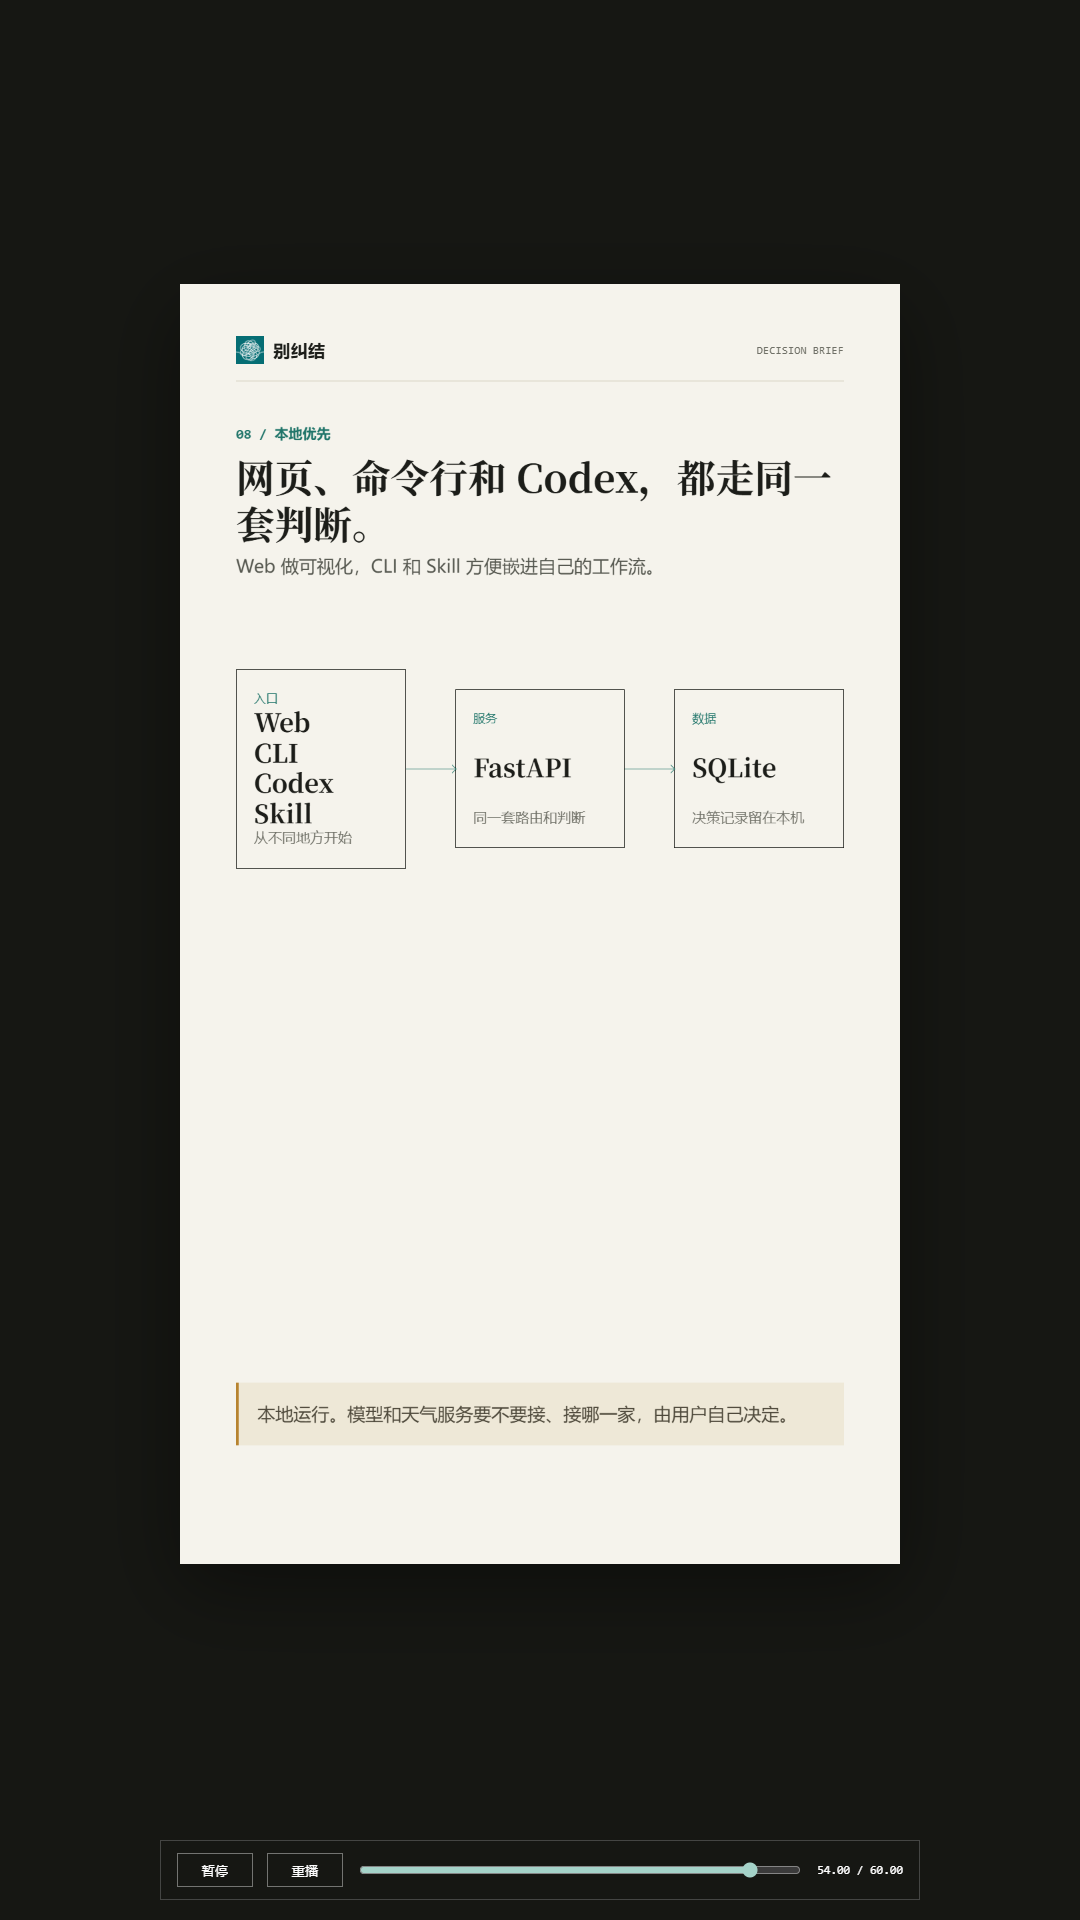 别纠结
DECISION BRIEF
08 / 本地优先
网页、命令行和 Codex，都走同一
套判断。
Web 做可视化，CLI 和 Skill 方便嵌进自己的工作流。
入口
Web
CLI
Codex
Skill
从不同地方开始
服务
FastAPI
同一套路由和判断
数据
SQLite
决策记录留在本机
本地运行。模型和天气服务要不要接、接哪一家，由用户自己决定。
暂停
重播
54.00 / 60.00